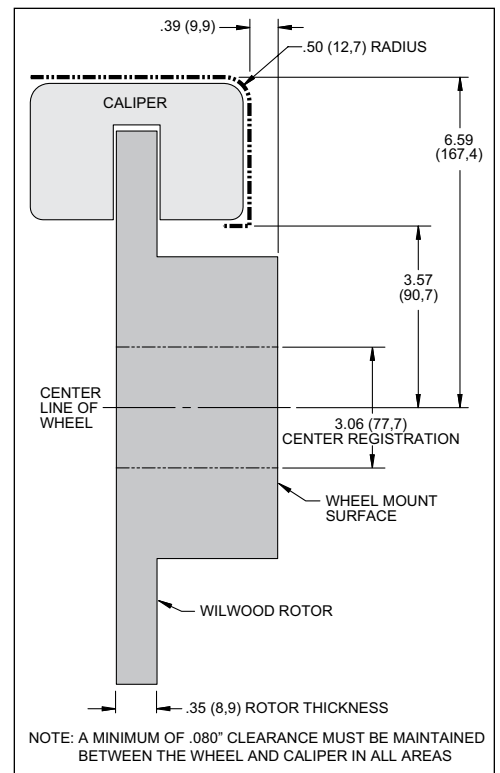 .39 (9,9)
.50 (12,7) RADIUS
CALIPER
6.59
(167,4)
3.57
(90,7)
CENTER
LINE OF
WHEEL
3.06 (77,7)
CENTER REGISTRATION
WHEEL MOUNT
SURFACE
WILWOOD ROTOR
.35 (8,9) ROTOR THICKNESS
NOTE: A MINIMUM OF .080" CLEARANCE MUST BE MAINTAINED
BETWEEN THE WHEEL AND CALIPER IN ALL AREAS